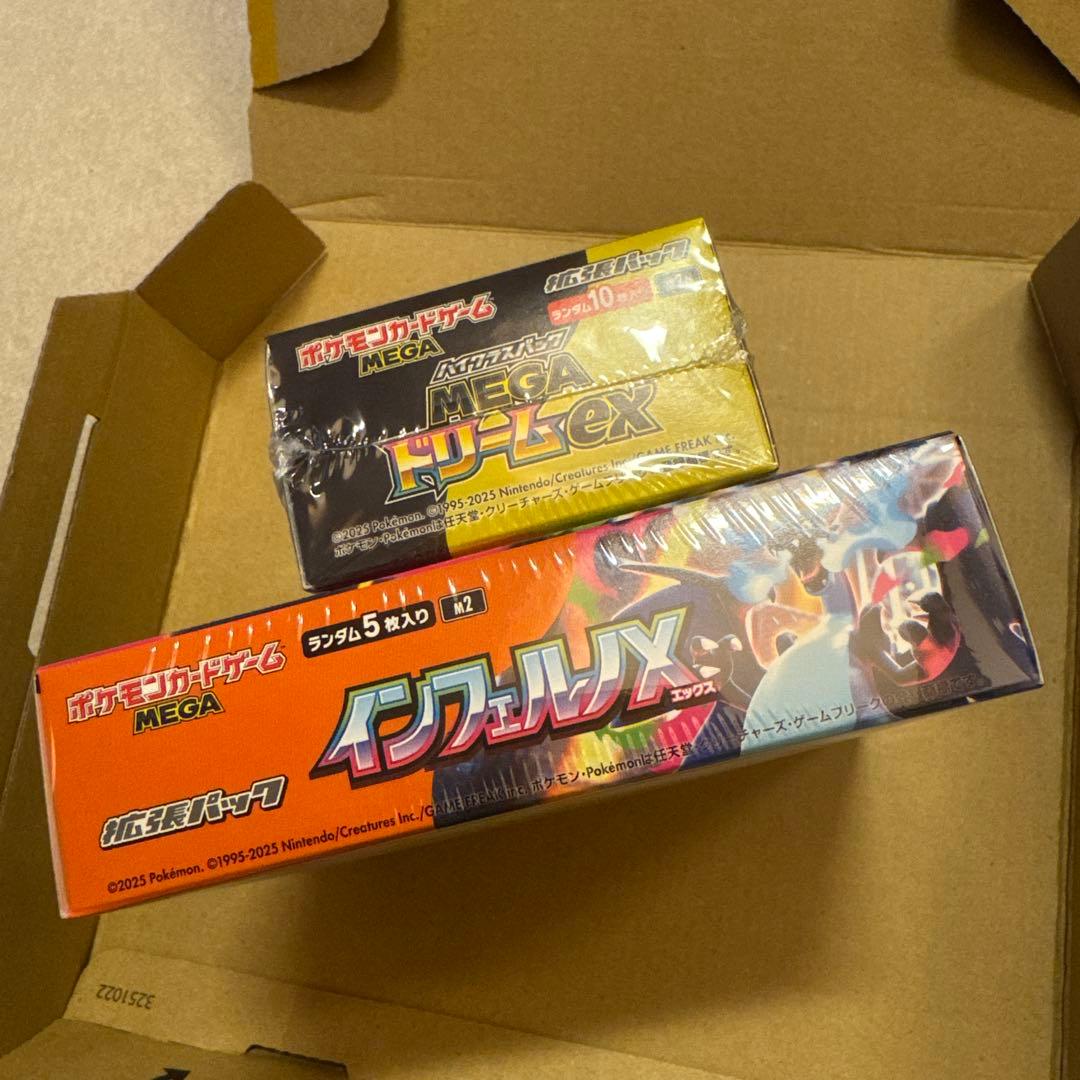 拡張パック
ランダム10枚入り
ポケモンカードゲーム
MEGA
ハイクラスパック
MEGA
ドリームex
©2025 Pokémon. ©1995-2025 Nintendo/Creatures Inc./GAME FREAK inc.
ポケモン・Pokémonは任天堂・クリーチャーズ・ゲームフ
ランダム5枚入り
M2
ポケモンカードゲーム
MEGA
インフェルノX
エックス
拡張パック
©2025 Pokémon. ©1995-2025 Nintendo/Creatures Inc./GAME FREAK inc. ポケモン・Pokémonは任天堂・クリーチャーズ・ゲームフリークの登録商標です。
3251022